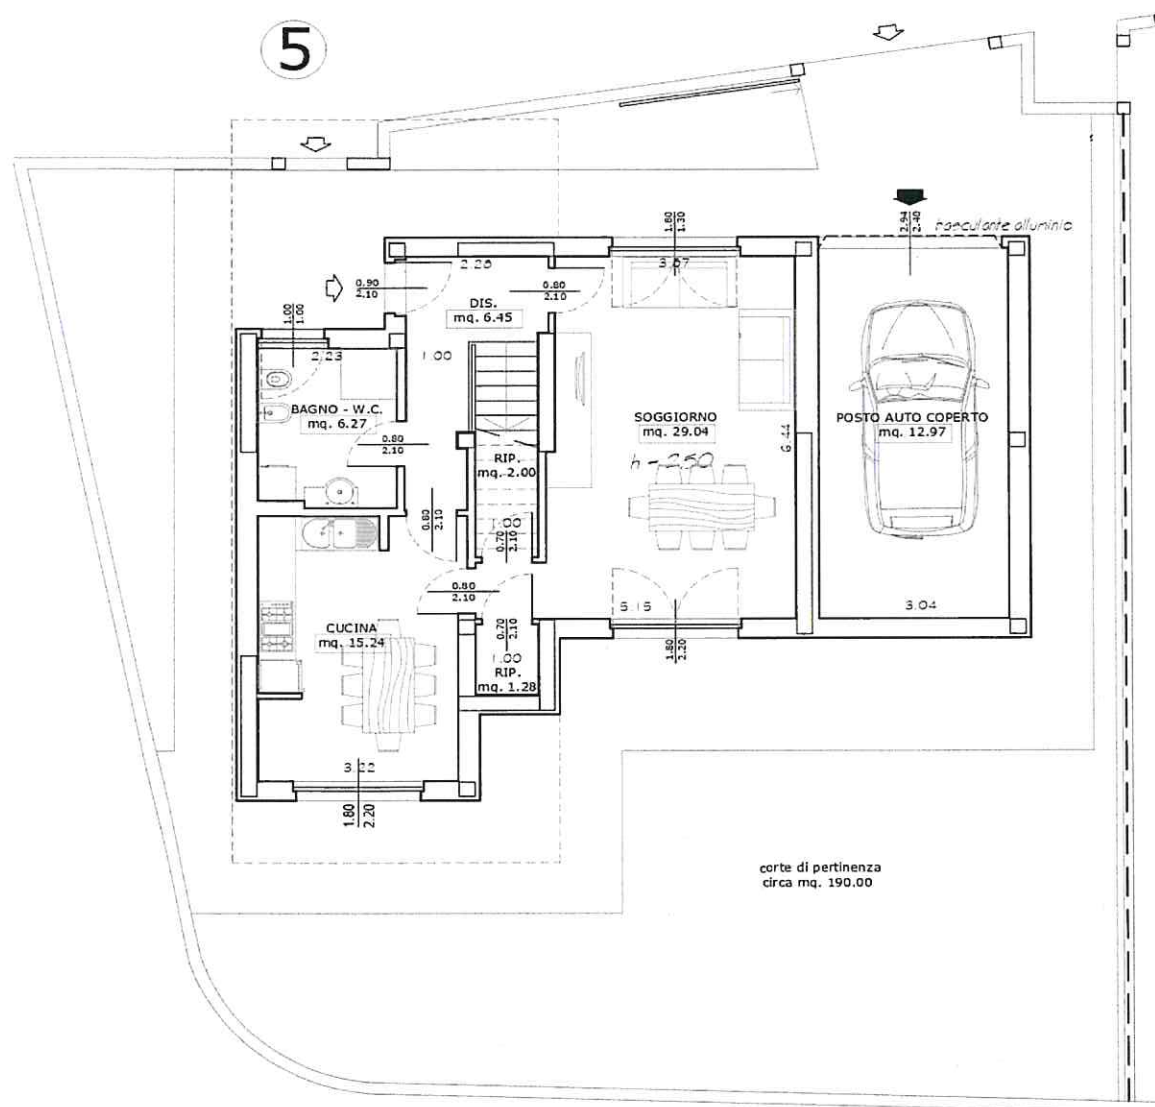 5
2.94
2.40
basculante alluminio
1.80
1.30
2.26
3.67
0.90
2.10
0.80
2.10
DIS.
mq. 6.45
1.00
1.00
2.23
1.00
BAGNO - W.C.
mq. 6.27
SOGGIORNO
mq. 29.04
POSTO AUTO COPERTO
mq. 12.97
0.80
2.10
6.44
RIP.
mq. 2.00
h = 2.50
0.80
2.10
1.00
0.70
2.10
0.80
2.10
5.15
3.04
CUCINA
mq. 15.24
0.70
2.10
1.80
2.20
1.00
RIP.
mq. 1.28
3.22
1.80
2.20
corte di pertinenza
circa mq. 190.00